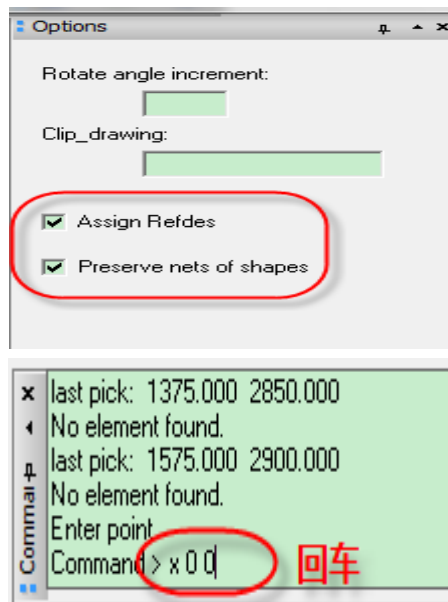 Options
Rotate angle increment:
Clip_drawing:
Assign Refdes
Preserve nets of shapes
last pick:  1375.000  2850.000
No element found.
last pick:  1575.000  2900.000
No element found.
Enter point
Command > x 0 0
回车